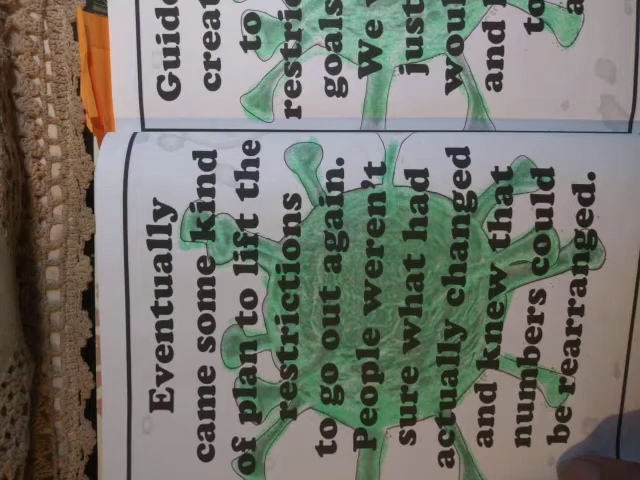 Eventually
came some kind
of plan to lift the
restrictions
to go out again.
People weren't
sure what had
actually changed
and knew that
numbers could
be rearranged.
Guide
creat
to
restric
goals
We
just
woul
and
to